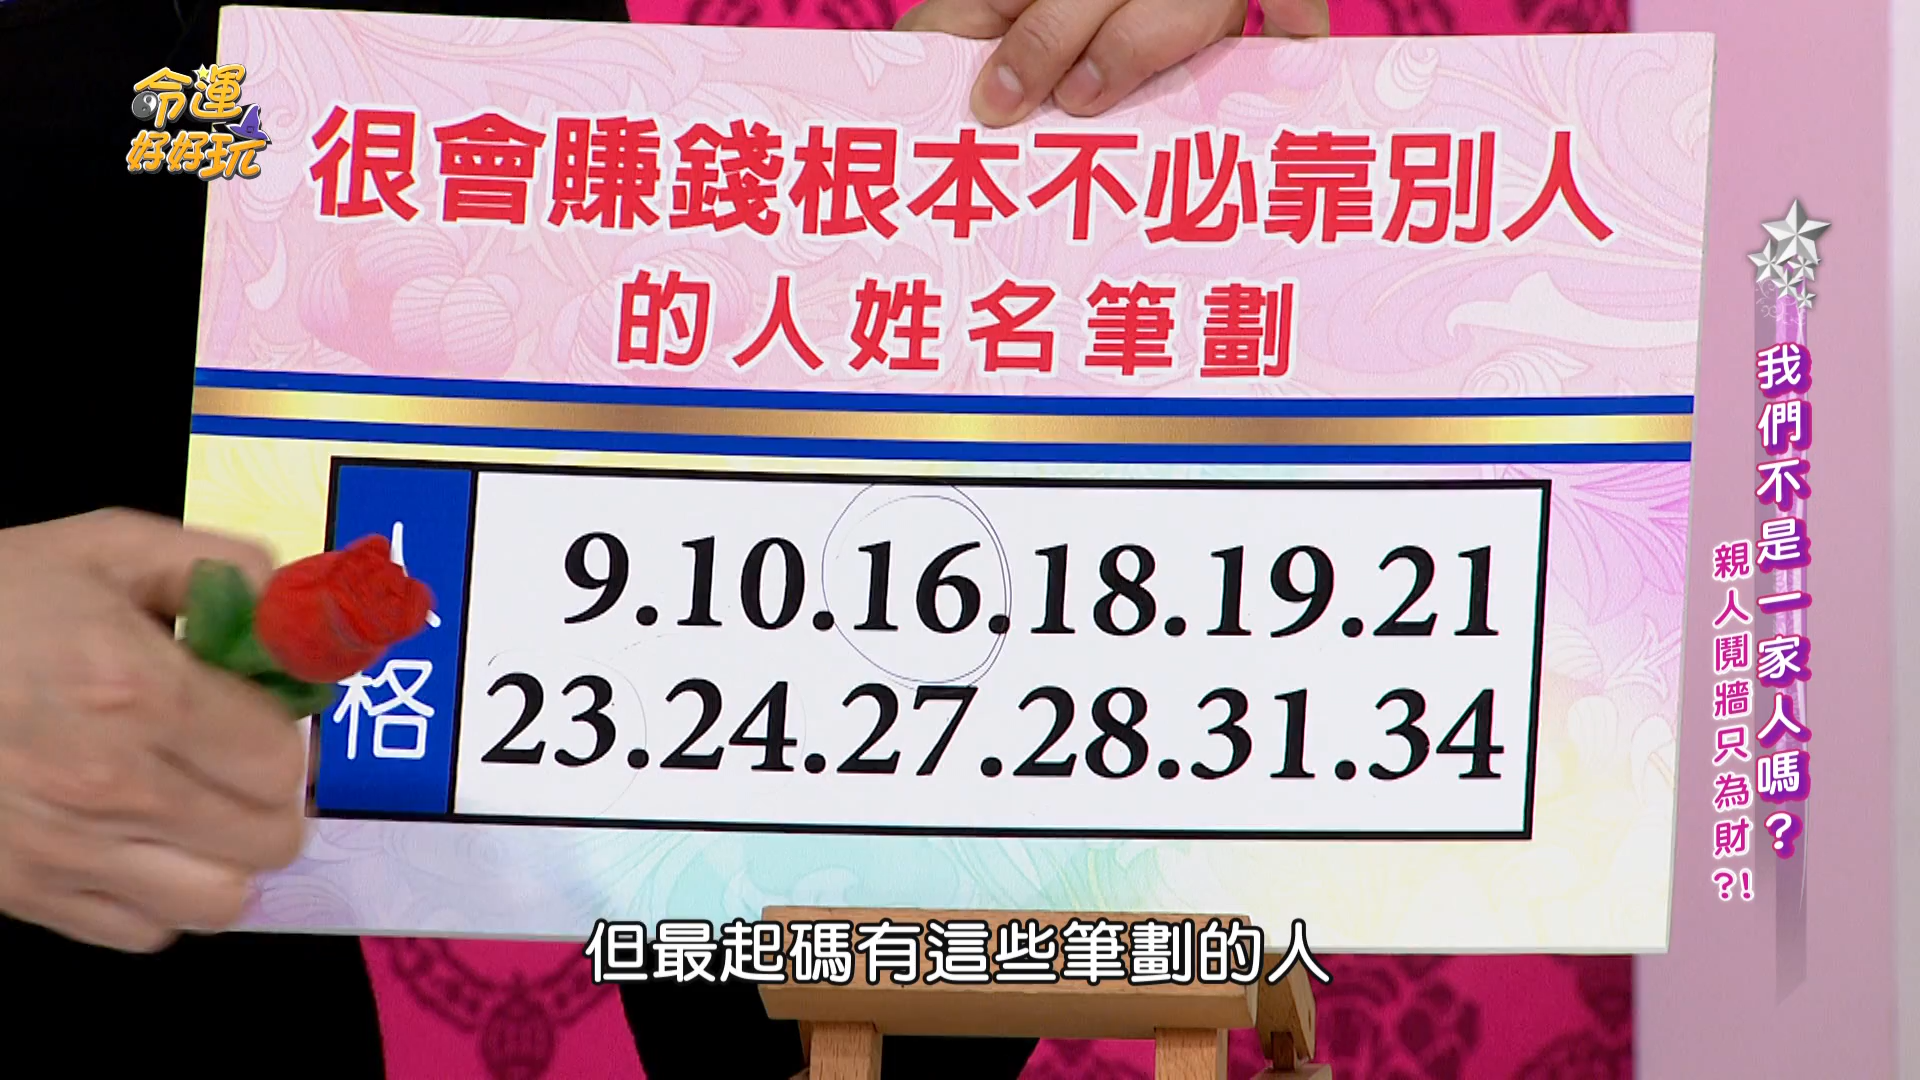 命運
好好玩
很會賺錢根本不必靠別人
的人姓名筆劃
人格
9.10.16.18.19.21
23.24.27.28.31.34
我們不是一家人嗎？
親人鬩牆只為財?!
但最起碼有這些筆劃的人